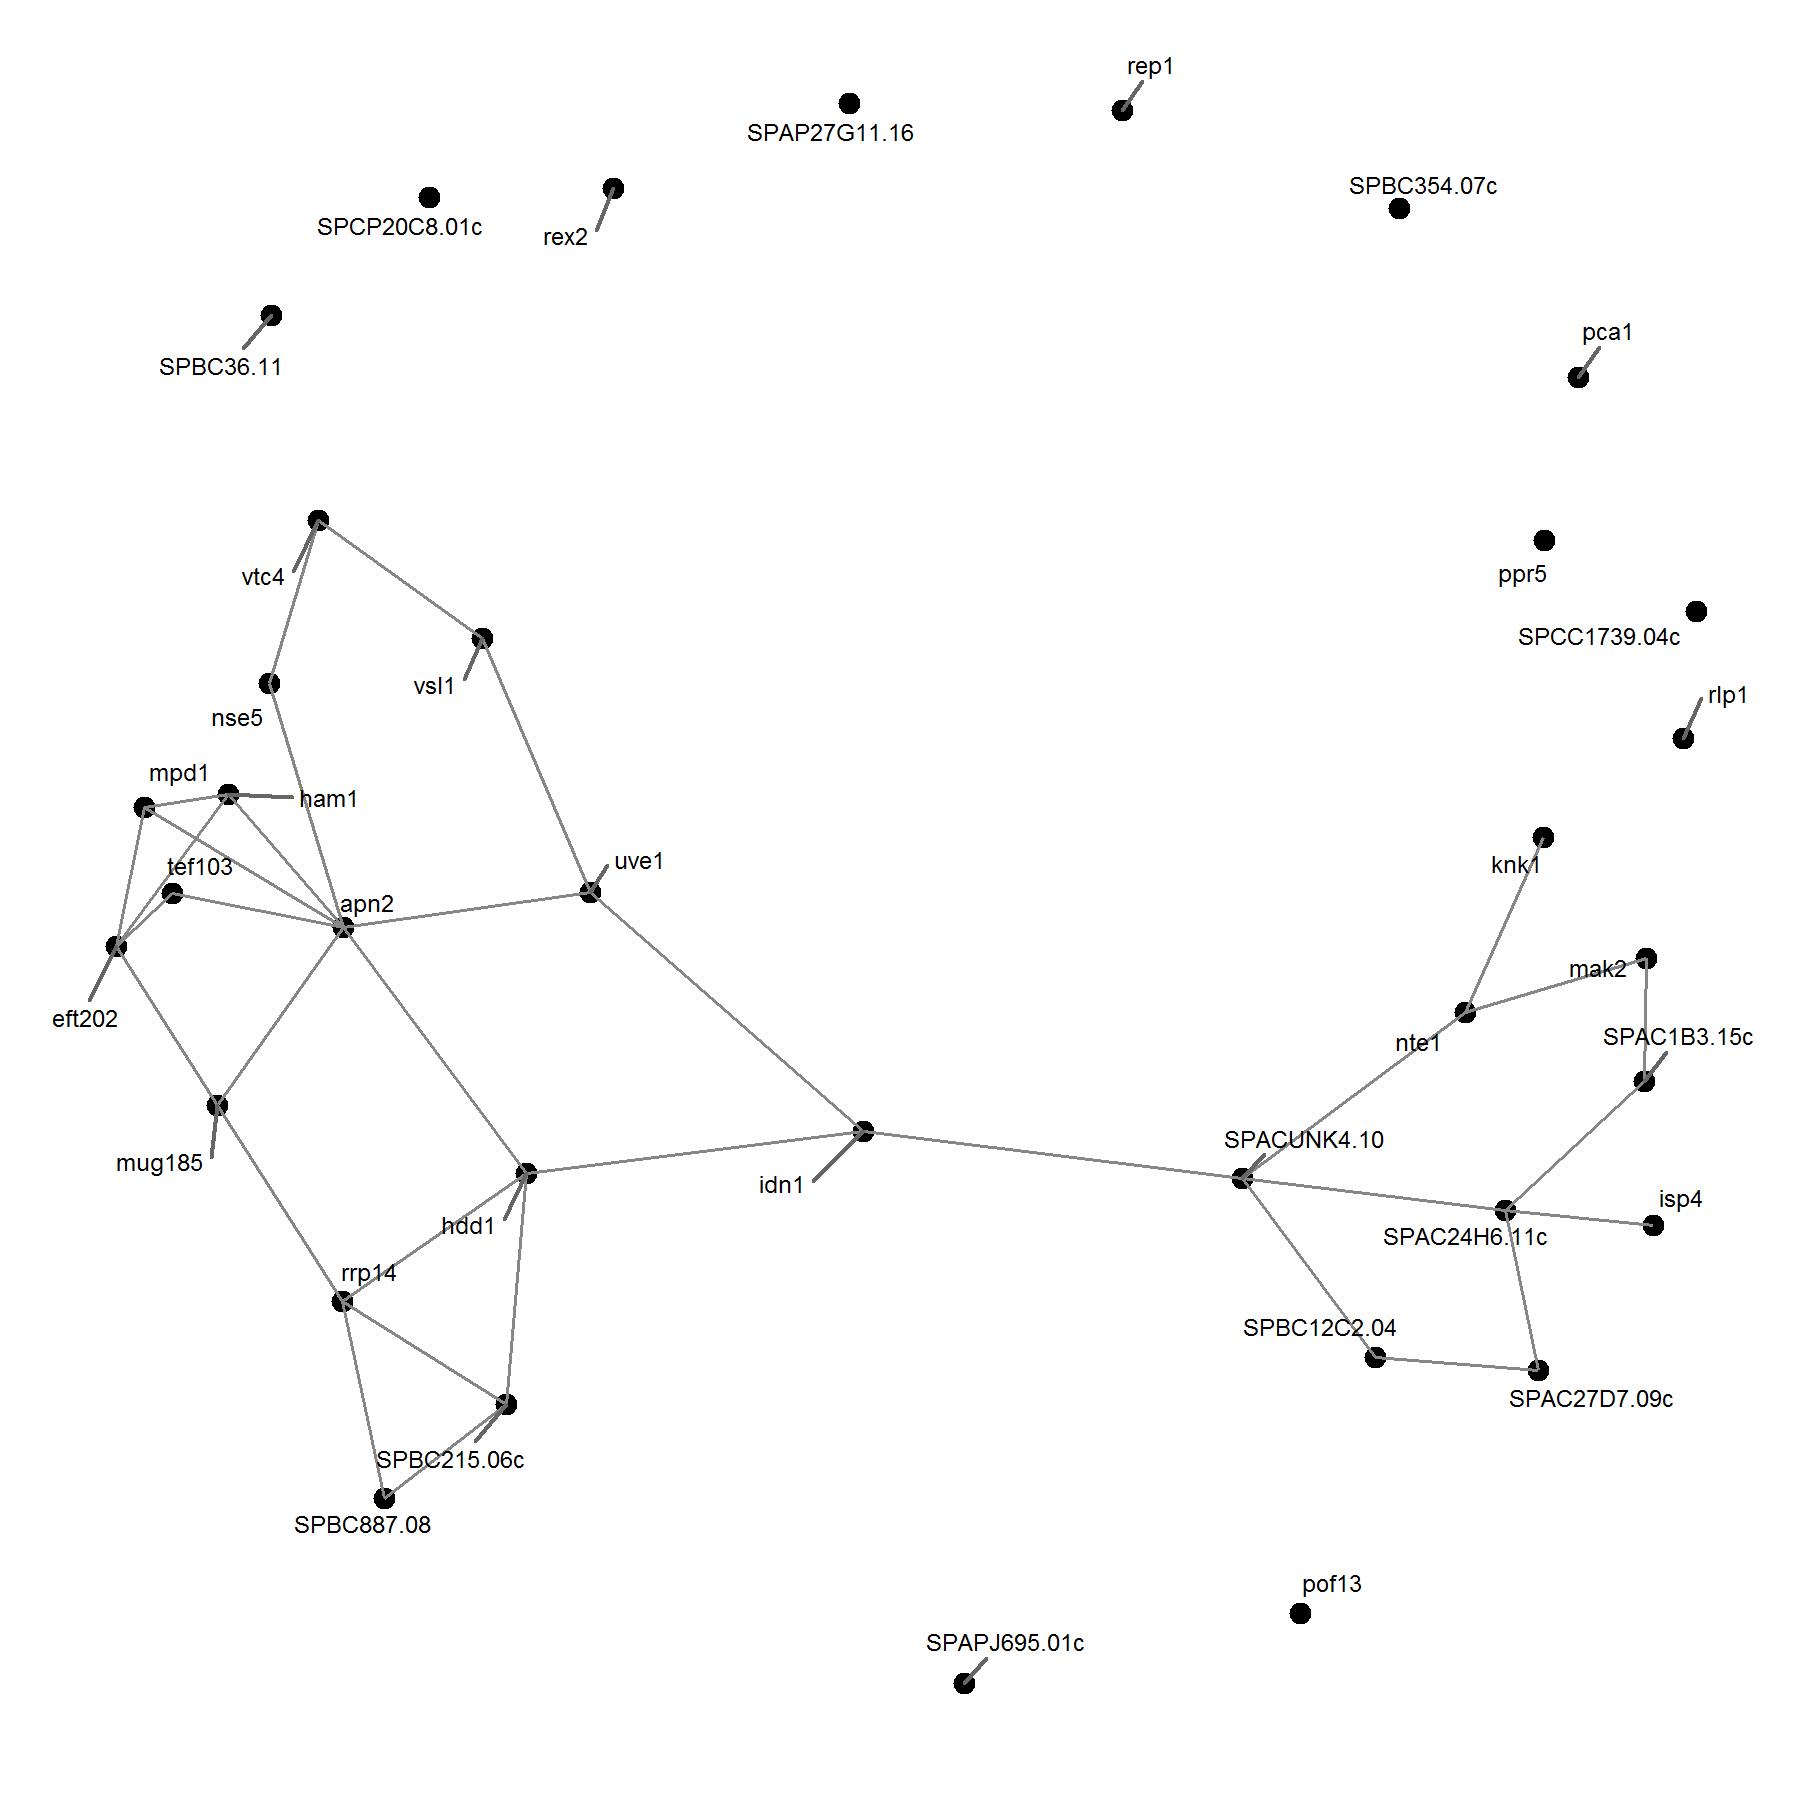 rep1
SPAP27G11.16
SPBC354.07c
SPCP20C8.01c
rex2
pca1
SPBC36.11
ppr5
vtc4
SPCC1739.04c
vsl1
rlp1
nse5
mpd1
ham1
uve1
knk1
tef103
apn2
mak2
eft202
SPAC1B3.15c
nte1
SPACUNK4.10
mug185
idn1
isp4
hdd1
SPAC24H6.11c
rrp14
SPBC12C2.04
SPAC27D7.09c
SPBC215.06c
SPBC887.08
pof13
SPAPJ695.01c